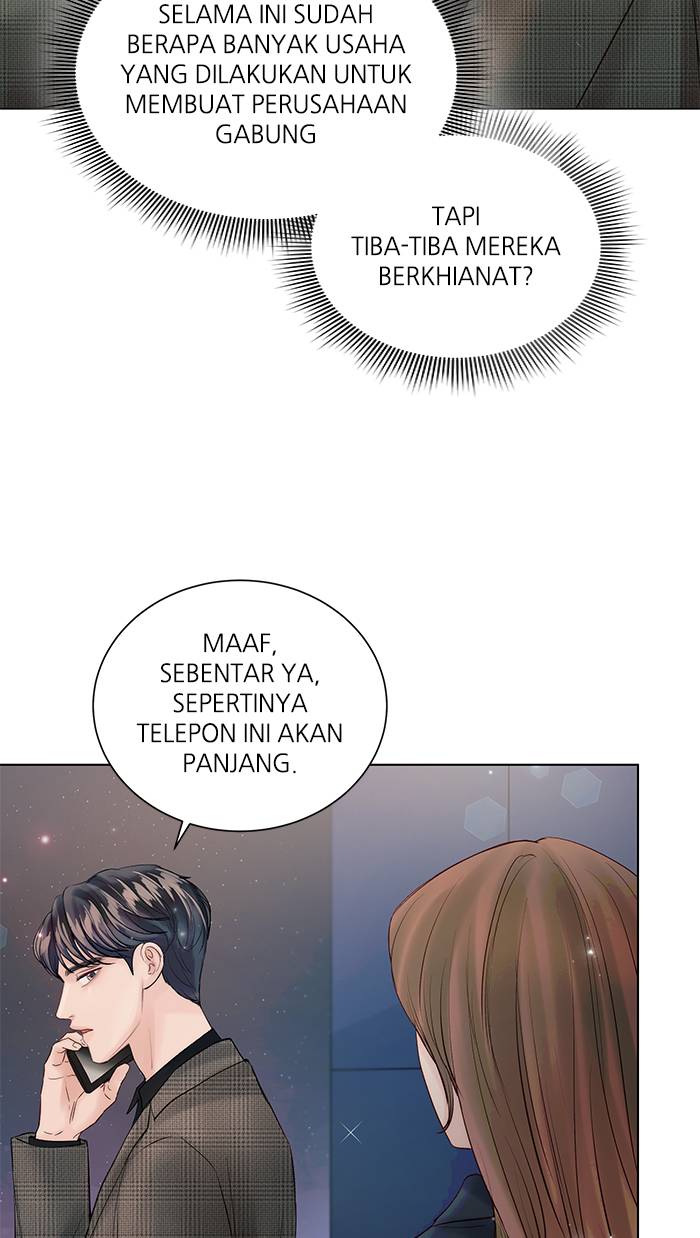 SELAMA INI SUDAH
BERAPA BANYAK USAHA
YANG DILAKUKAN UNTUK
MEMBUAT PERUSAHAAN
GABUNG
TAPI
TIBA-TIBA MEREKA
BERKHIANAT?
MAAF,
SEBENTAR YA,
SEPERTINYA
TELEPON INI AKAN
PANJANG.